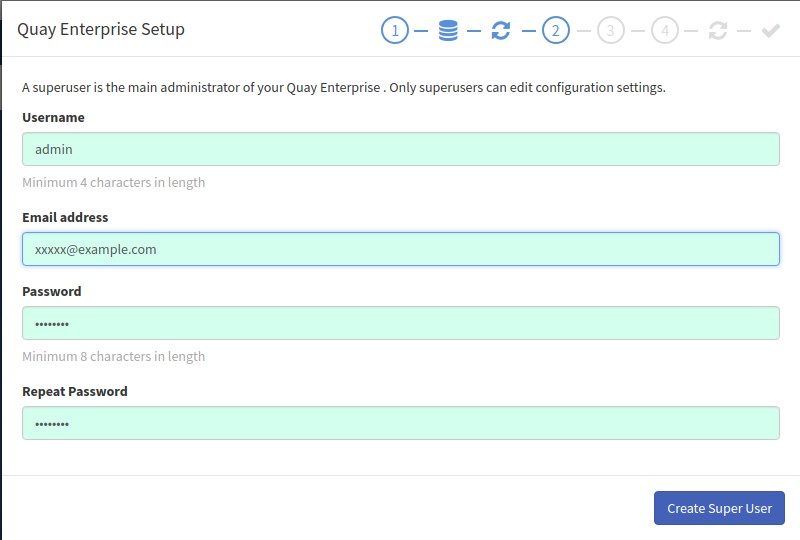 Quay Enterprise Setup
1 2 3 4
A superuser is the main administrator of your Quay Enterprise . Only superusers can edit configuration settings.
Username
admin
Minimum 4 characters in length
Email address
xxxxx@example.com
Password
••••••••
Minimum 8 characters in length
Repeat Password
••••••••
Create Super User